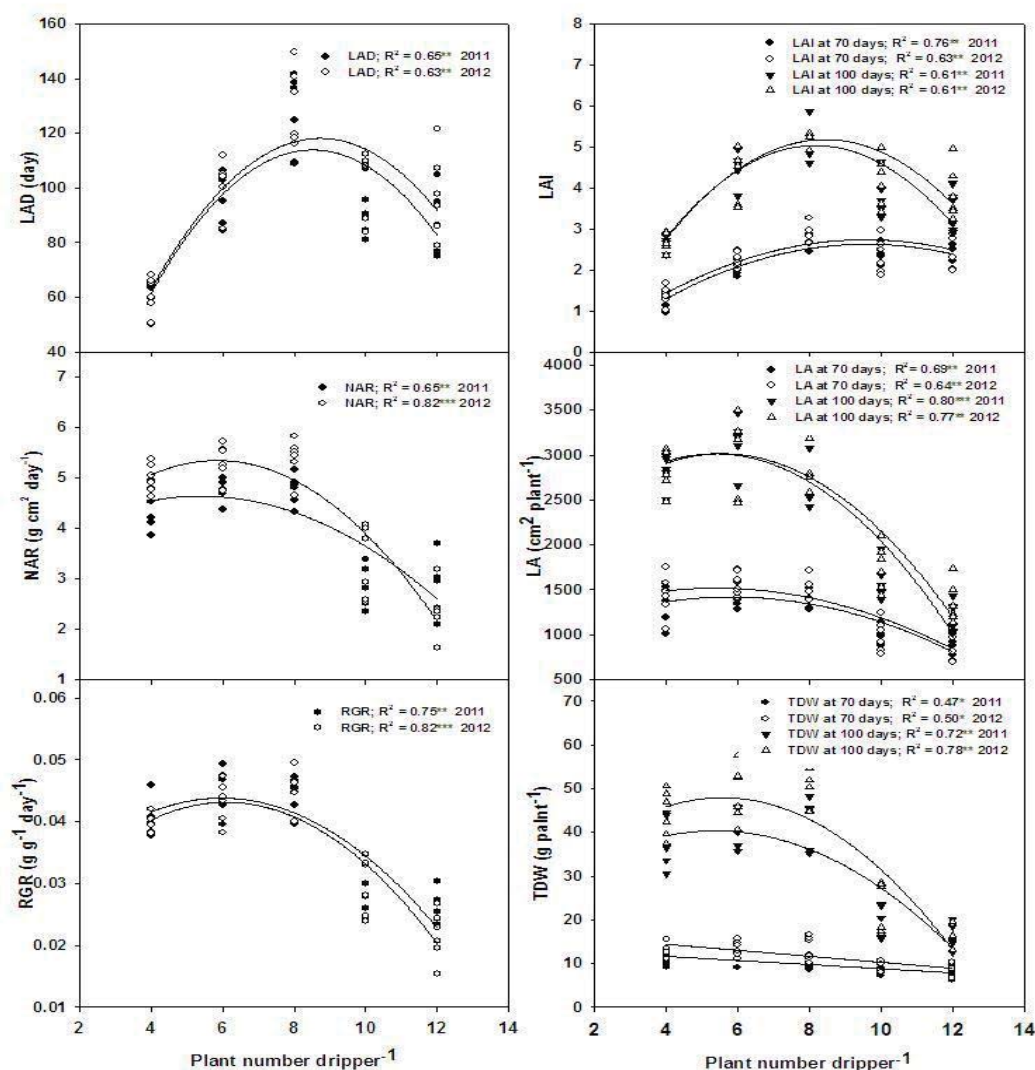 160
140
120
100
80
60
40
LAD (day)
LAD; R² = 0.65** 2011
LAD; R² = 0.63** 2012
8
7
6
5
4
3
2
1
0
LAI
LAI at 70 days; R² = 0.76** 2011
LAI at 70 days; R² = 0.63** 2012
LAI at 100 days; R² = 0.61** 2011
LAI at 100 days; R² = 0.61** 2012
7
6
5
4
3
2
1
NAR (g cm² day⁻¹)
NAR; R² = 0.65** 2011
NAR; R² = 0.82*** 2012
3500
3000
2500
2000
1500
1000
500
LA (cm² plant⁻¹)
LA at 70 days; R² = 0.69** 2011
LA at 70 days; R² = 0.64** 2012
LA at 100 days; R² = 0.80*** 2011
LA at 100 days; R² = 0.77** 2012
0.06
0.05
0.04
0.03
0.02
0.01
RGR (g g⁻¹ day⁻¹)
RGR; R² = 0.75** 2011
RGR; R² = 0.82*** 2012
2 4 6 8 10 12 14
Plant number dripper⁻¹
70
60
50
40
30
20
10
0
TDW (g palnt⁻¹)
TDW at 70 days; R² = 0.47* 2011
TDW at 70 days; R² = 0.50* 2012
TDW at 100 days; R² = 0.72** 2011
TDW at 100 days; R² = 0.78** 2012
2 4 6 8 10 12 14
Plant number dripper⁻¹